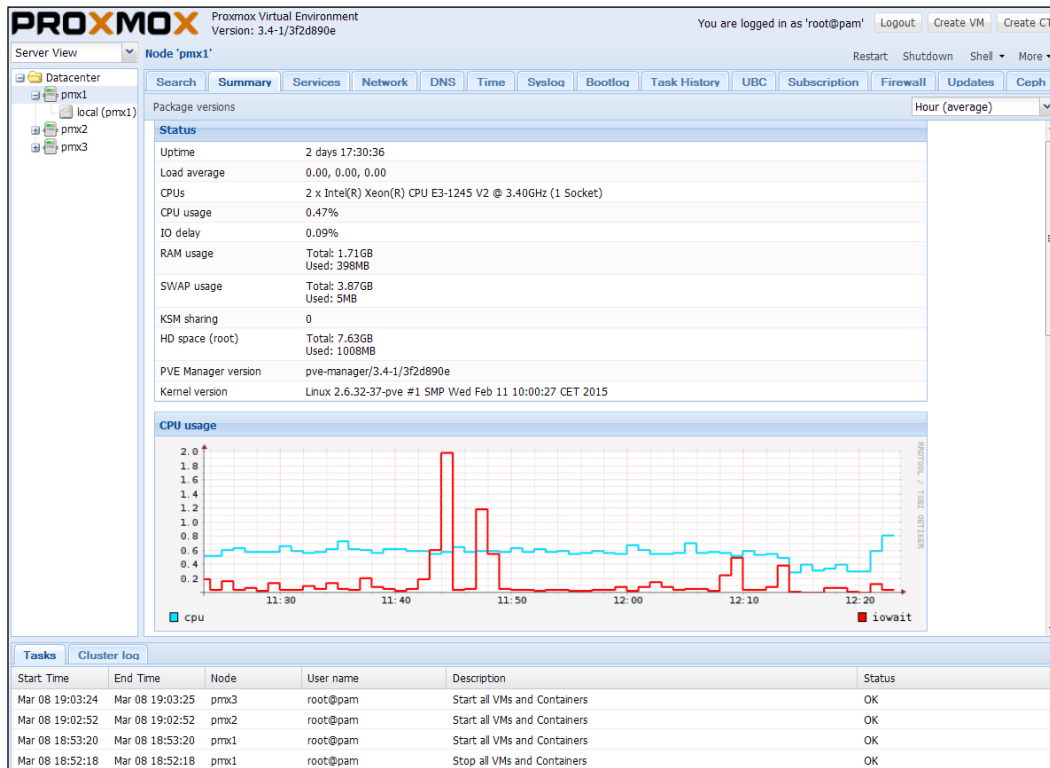 PROXMOX Proxmox Virtual Environment
Version: 3.4-1/3f2d890e
You are logged in as 'root@pam' Logout Create VM Create CT
Server View
Node 'pmx1'
Restart Shutdown Shell More
Datacenter
pmx1
local (pmx1)
pmx2
pmx3
Search Summary Services Network DNS Time Syslog Bootlog Task History UBC Subscription Firewall Updates Ceph
Package versions
Hour (average)
Status
Uptime 2 days 17:30:36
Load average 0.00, 0.00, 0.00
CPUs 2 x Intel(R) Xeon(R) CPU E3-1245 V2 @ 3.40GHz (1 Socket)
CPU usage 0.47%
IO delay 0.09%
RAM usage Total: 1.71GB
Used: 398MB
SWAP usage Total: 3.87GB
Used: 5MB
KSM sharing 0
HD space (root) Total: 7.63GB
Used: 1008MB
PVE Manager version pve-manager/3.4-1/3f2d890e
Kernel version Linux 2.6.32-37-pve #1 SMP Wed Feb 11 10:00:27 CET 2015
CPU usage
2.0
1.8
1.6
1.4
1.2
1.0
0.8
0.6
0.4
0.2
11:30 11:40 11:50 12:00 12:10 12:20
cpu iowait
RRDTOOL / TOBI OETIKER
Tasks Cluster log
Start Time End Time Node User name Description Status
Mar 08 19:03:24 Mar 08 19:03:25 pmx3 root@pam Start all VMs and Containers OK
Mar 08 19:02:52 Mar 08 19:02:52 pmx2 root@pam Start all VMs and Containers OK
Mar 08 18:53:20 Mar 08 18:53:20 pmx1 root@pam Start all VMs and Containers OK
Mar 08 18:52:18 Mar 08 18:52:18 pmx1 root@pam Stop all VMs and Containers OK